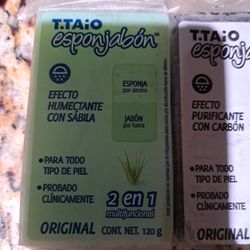 T.TAiO
esponjabón
ESPONJA
por dentro
EFECTO
HUMECTANTE
CON SÁBILA
JABÓN
por fuera
• PARA TODO
TIPO DE PIEL
• PROBADO
CLÍNICAMENTE
2 en 1
multifuncional
ORIGINAL
CONT. NET. 120 g
T.TAiO
esponja
EFECTO
PURIFICANTE
CON CARBÓN
• PARA TODO
TIPO DE PIEL
• PROBADO
CLÍNICAMENTE
ORIGINAL